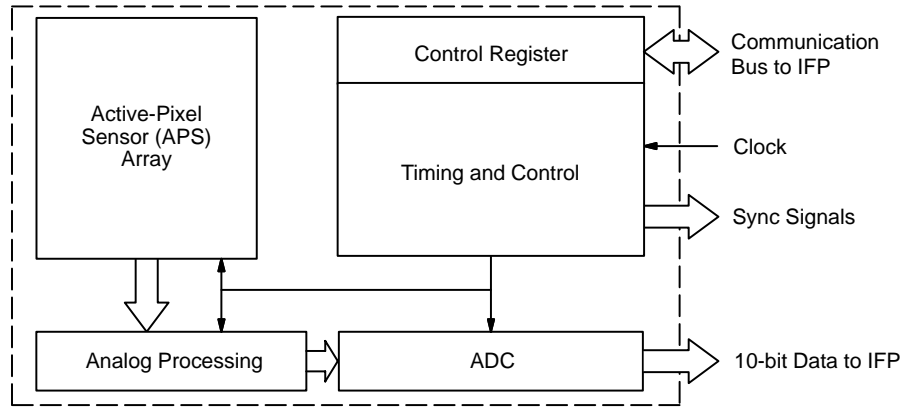 Active-Pixel
Sensor (APS)
Array
Control Register
Timing and Control
Communication
Bus to IFP
Clock
Sync Signals
Analog Processing
ADC
10-bit Data to IFP